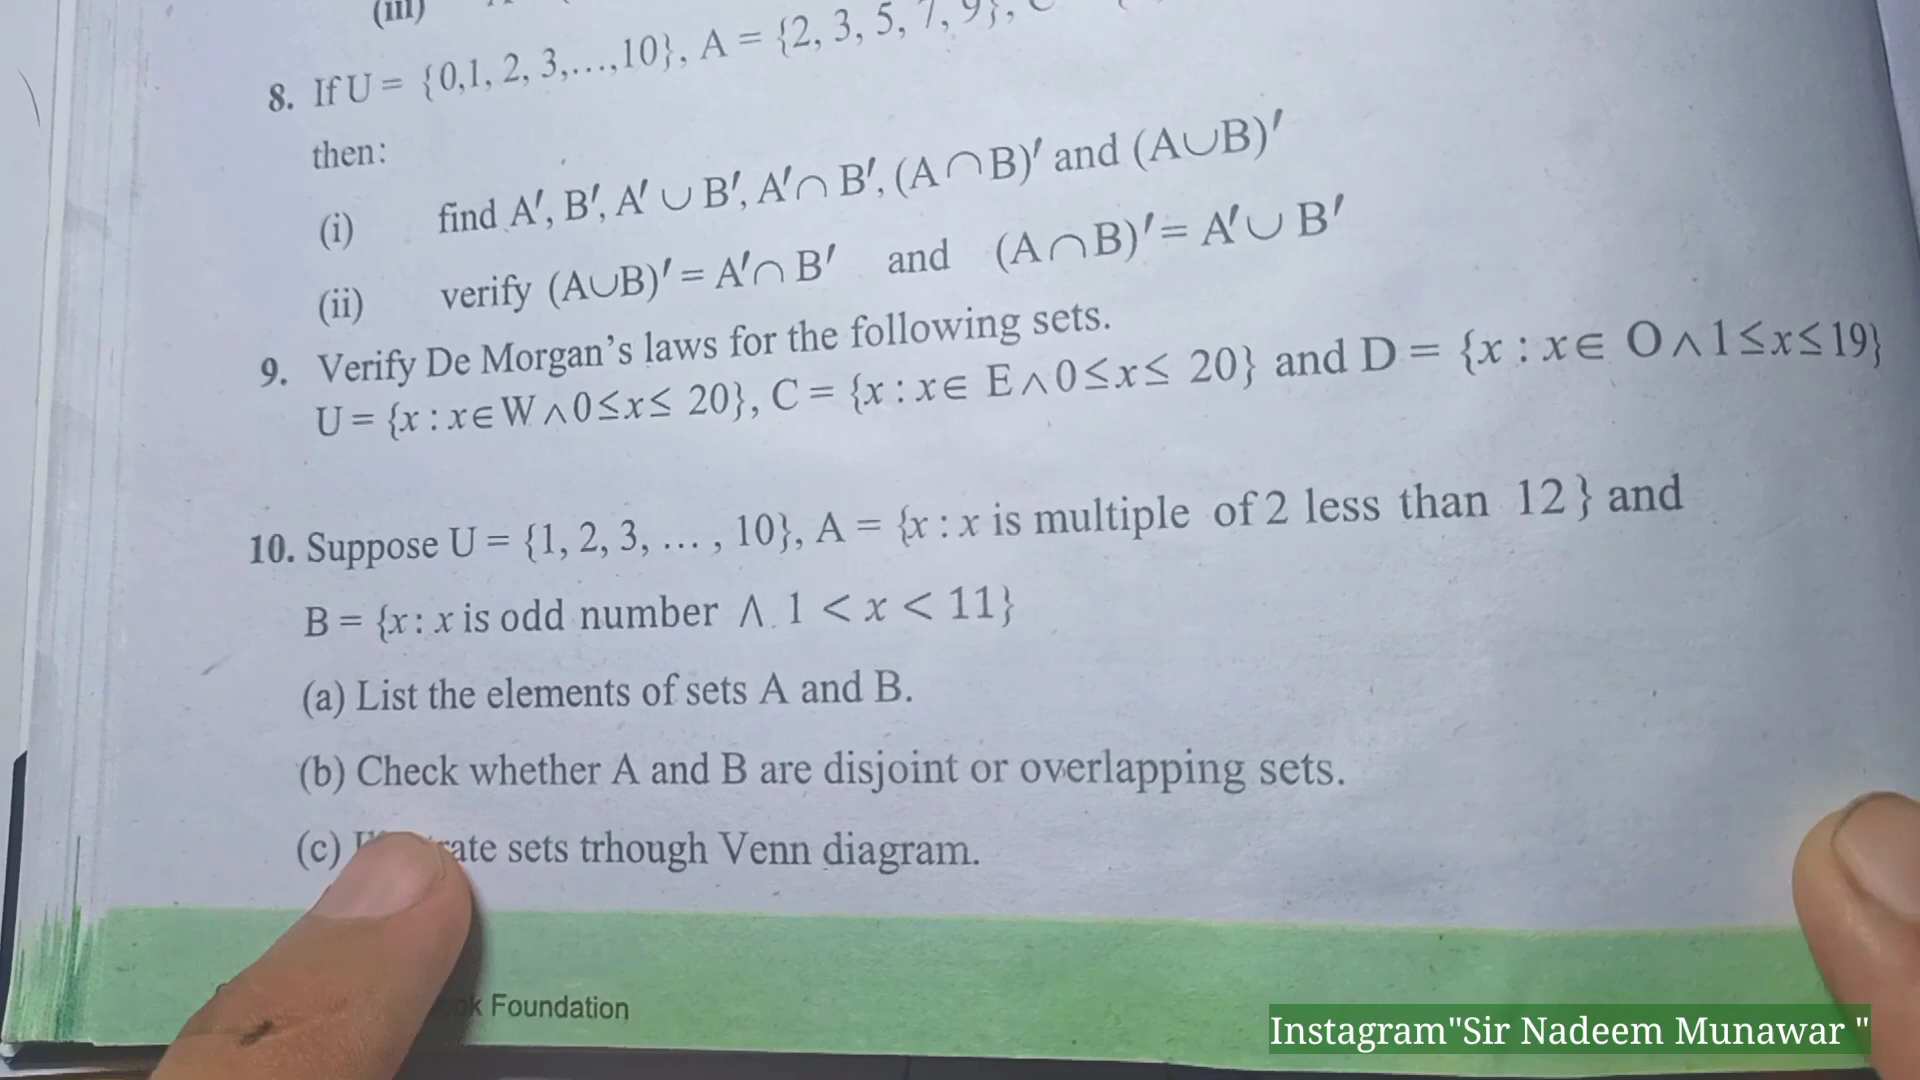 (iii)
8. If U = {0,1, 2, 3,...,10}, A = {2, 3, 5, 7, 9},
then:
(i) find A′, B′, A′ ∪ B′, A′∩ B′, (A∩B)′ and (A∪B)′
(ii) verify (A∪B)′ = A′∩ B′ and (A∩B)′= A′∪ B′
9. Verify De Morgan’s laws for the following sets.
U = {x : x∈W∧0≤x≤ 20}, C = {x : x∈ E∧0≤x≤ 20} and D = {x : x∈ O∧1≤x≤19}
10. Suppose U = {1, 2, 3, ... , 10}, A = {x : x is multiple of 2 less than 12 } and
B = {x: x is odd number ∧ 1 < x < 11}
(a) List the elements of sets A and B.
(b) Check whether A and B are disjoint or overlapping sets.
(c) sets trhough Venn diagram.
Foundation
Instagram"Sir Nadeem Munawar "